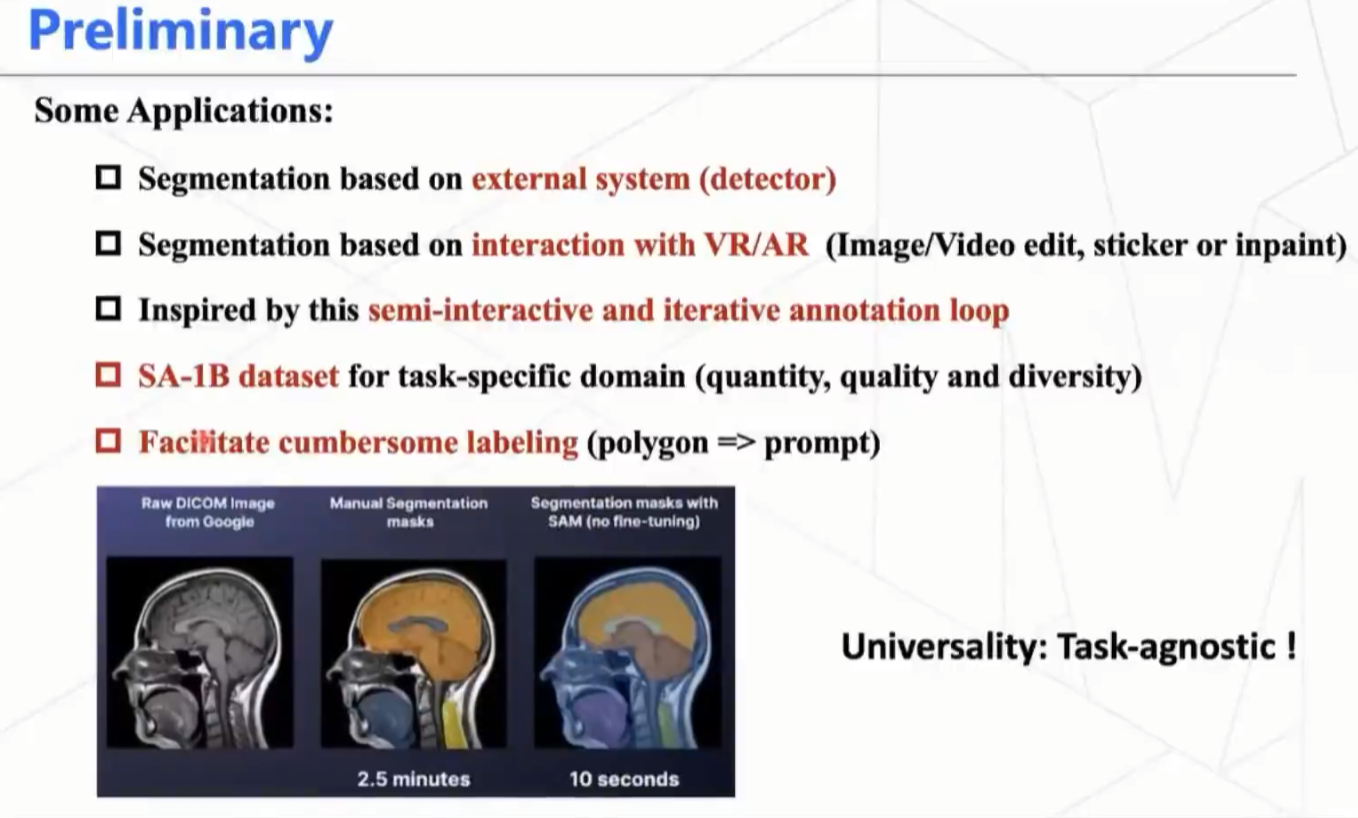 Preliminary
Some Applications:
Segmentation based on external system (detector)
Segmentation based on interaction with VR/AR (Image/Video edit, sticker or inpaint)
Inspired by this semi-interactive and iterative annotation loop
SA-1B dataset for task-specific domain (quantity, quality and diversity)
Facilitate cumbersome labeling (polygon => prompt)
Raw DICOM Image
from Google
Manual Segmentation
masks
Segmentation masks with
SAM (no fine-tuning)
2.5 minutes
10 seconds
Universality: Task-agnostic !